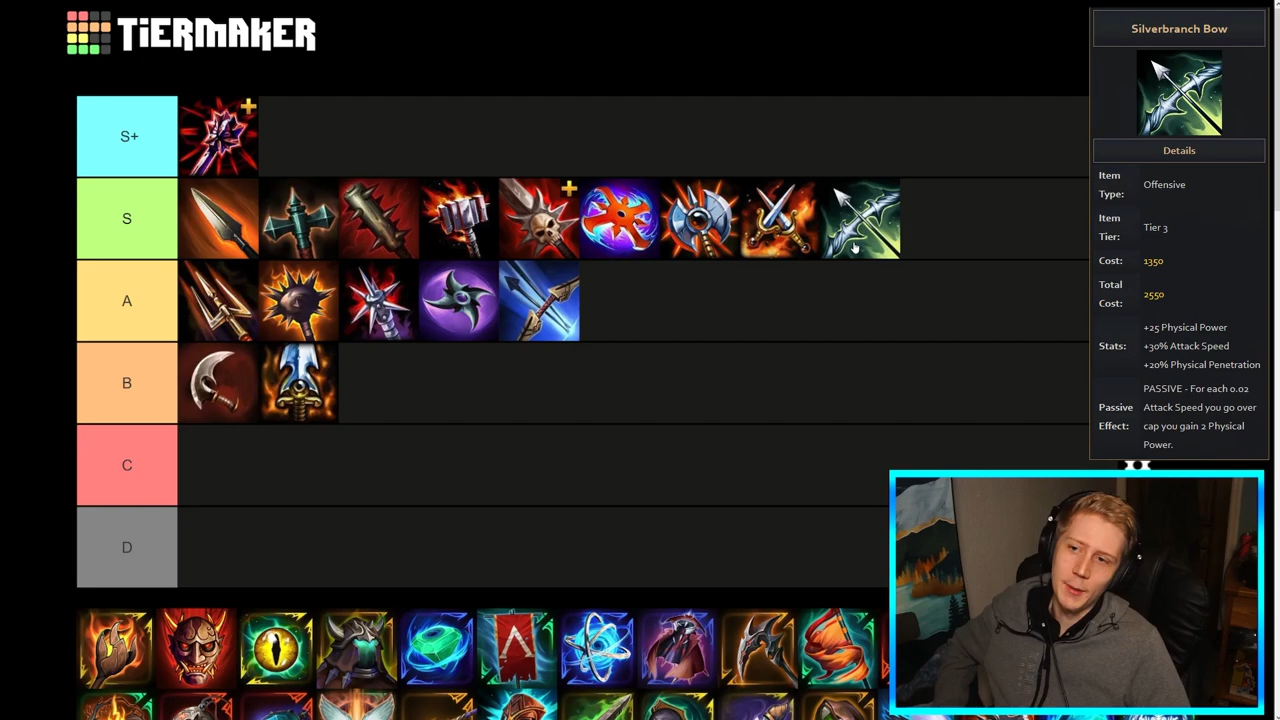 TiERMAKER
S+
S
A
B
C
D
Silverbranch Bow
Details
Item Type:
Offensive
Item Tier:
Tier 3
Cost:
1350
Total Cost:
2550
Stats:
+25 Physical Power
+30% Attack Speed
+20% Physical Penetration
Passive Effect:
PASSIVE - For each 0.02
Attack Speed you go over
cap you gain 2 Physical
Power.